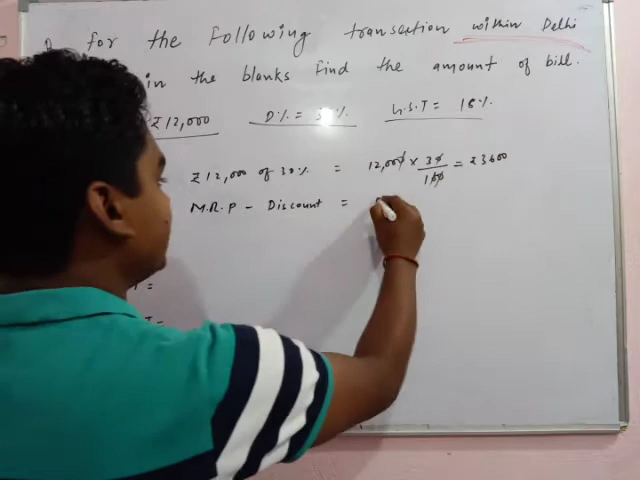 for the following transection within Delhi
in the blanks find the amount of bill.
₹12,000 D% = 30% G.S.T = 18%
₹12,000 of 30% = 12,000 × 30/100 = ₹3600
M.R.P - Discount =
=
=